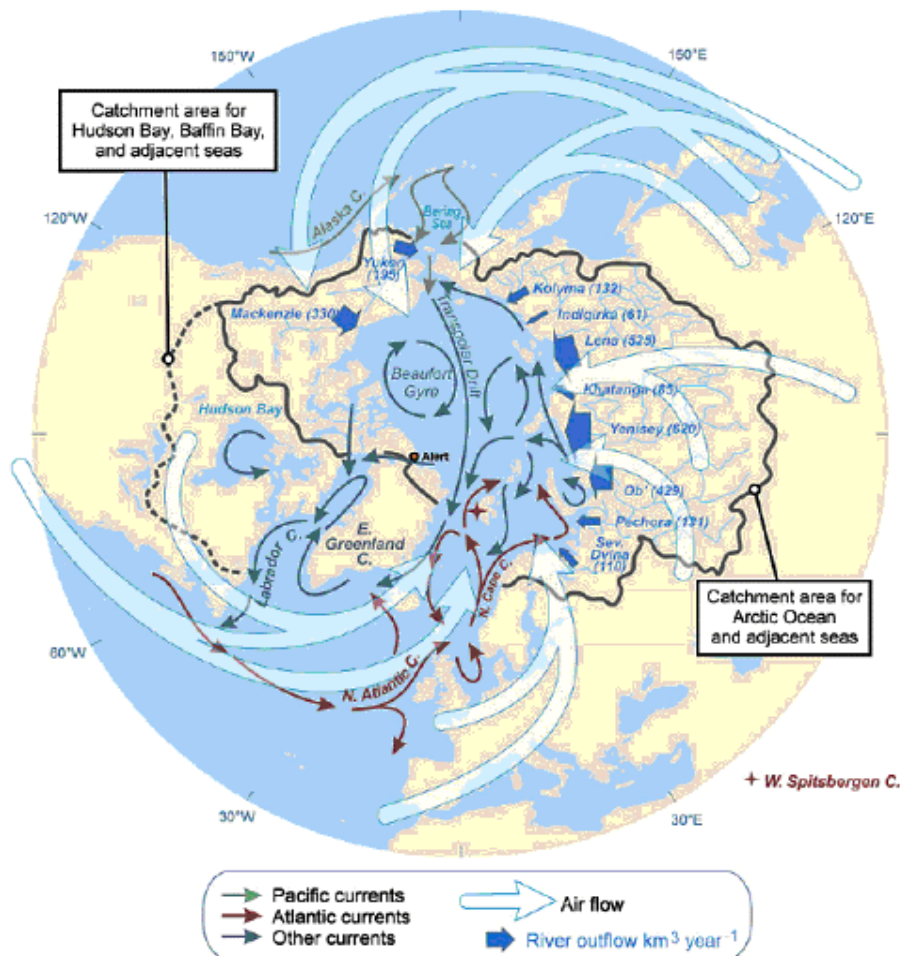 150°W
150°E
Catchment area for
Hudson Bay, Baffin Bay,
and adjacent seas
120°W
120°E
Alaska C.
Bering
Sea
Yukon
(195)
Kolyma (132)
Mackenzie (330)
Indigirka (61)
Transpolar Drift
Lena (525)
Beaufort
Gyre
Khatanga (85)
Hudson Bay
Yenisey (620)
Alert
Ob' (429)
E.
Greenland
C.
Pechora (131)
Labrador C.
Sev.
Dvina
(110)
N. Cape C.
Catchment area for
Arctic Ocean
and adjacent seas
60°W
N. Atlantic C.
W. Spitsbergen C.
30°W
30°E
Pacific currents
Atlantic currents
Other currents
Air flow
River outflow km³ year⁻¹